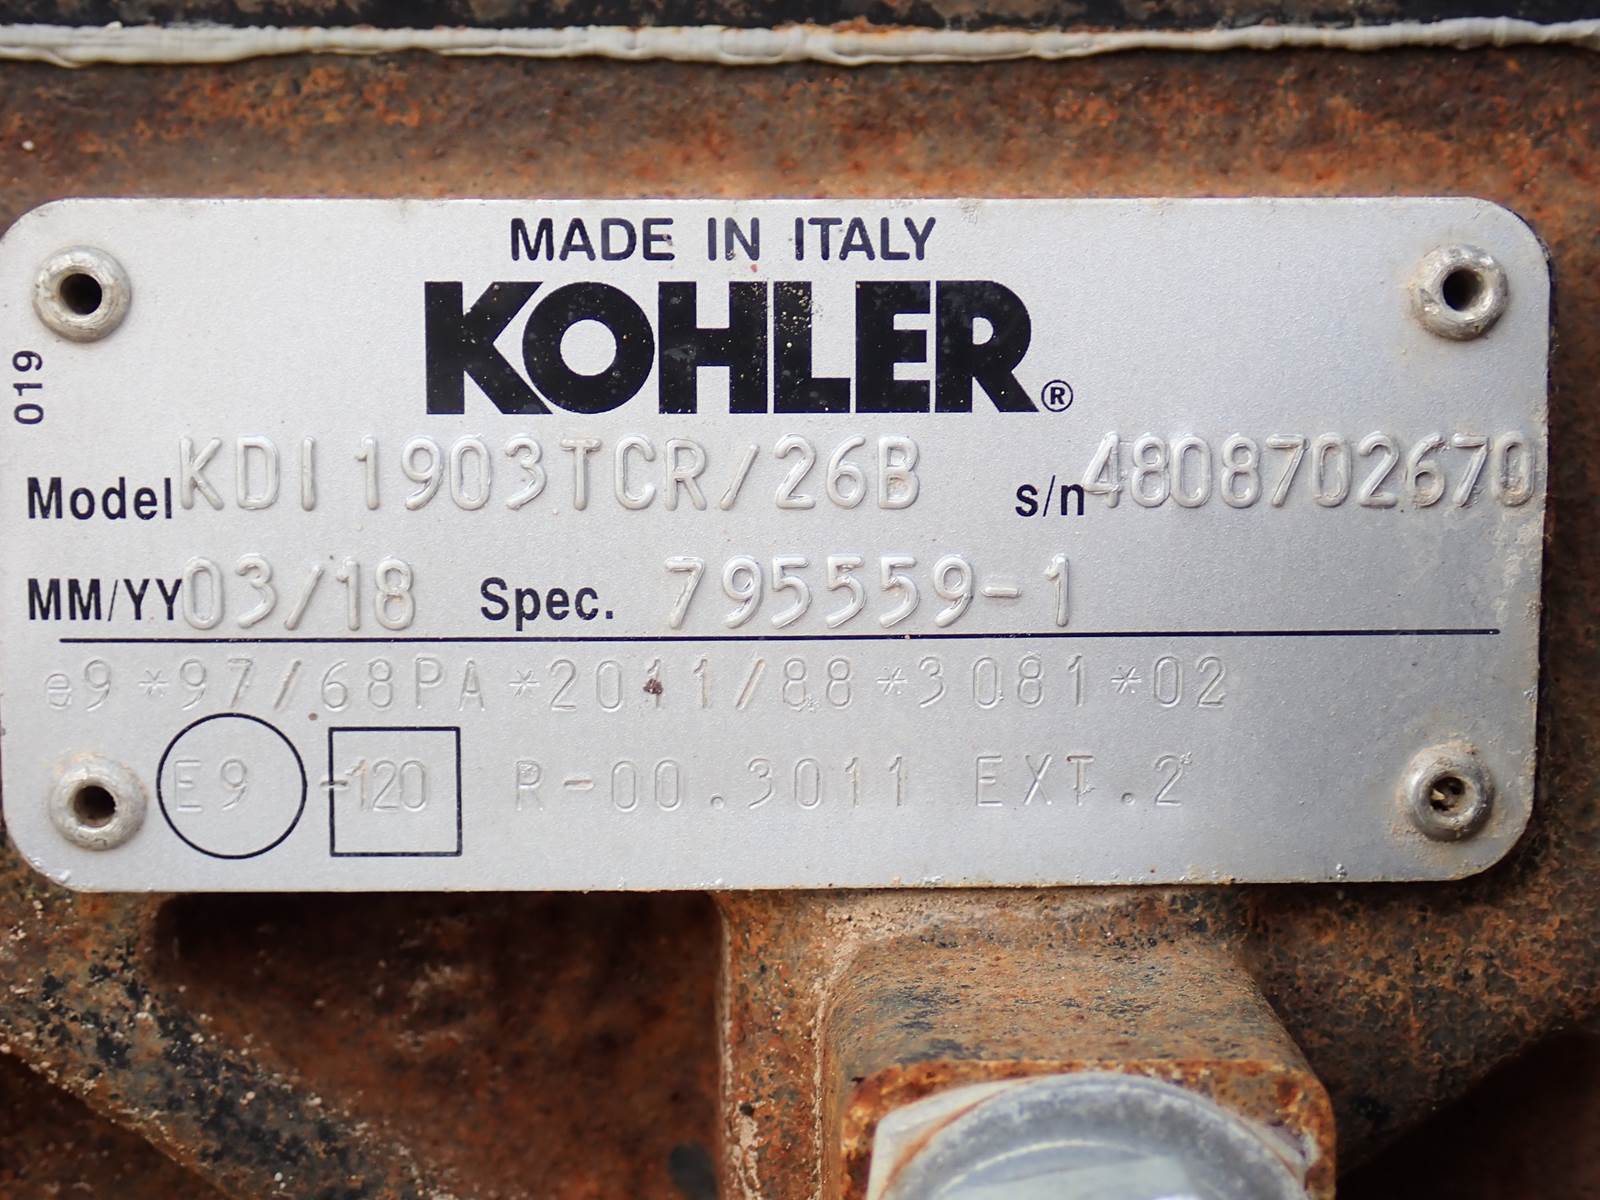 MADE IN ITALY
KOHLER®
019
Model KDI 1903TCR/26B s/n 4808702670
MM/YY 03/18 Spec. 795559-1
e9*97/68PA*2011/88*3081*02
E9 -120 R-00.3011 EXT.2